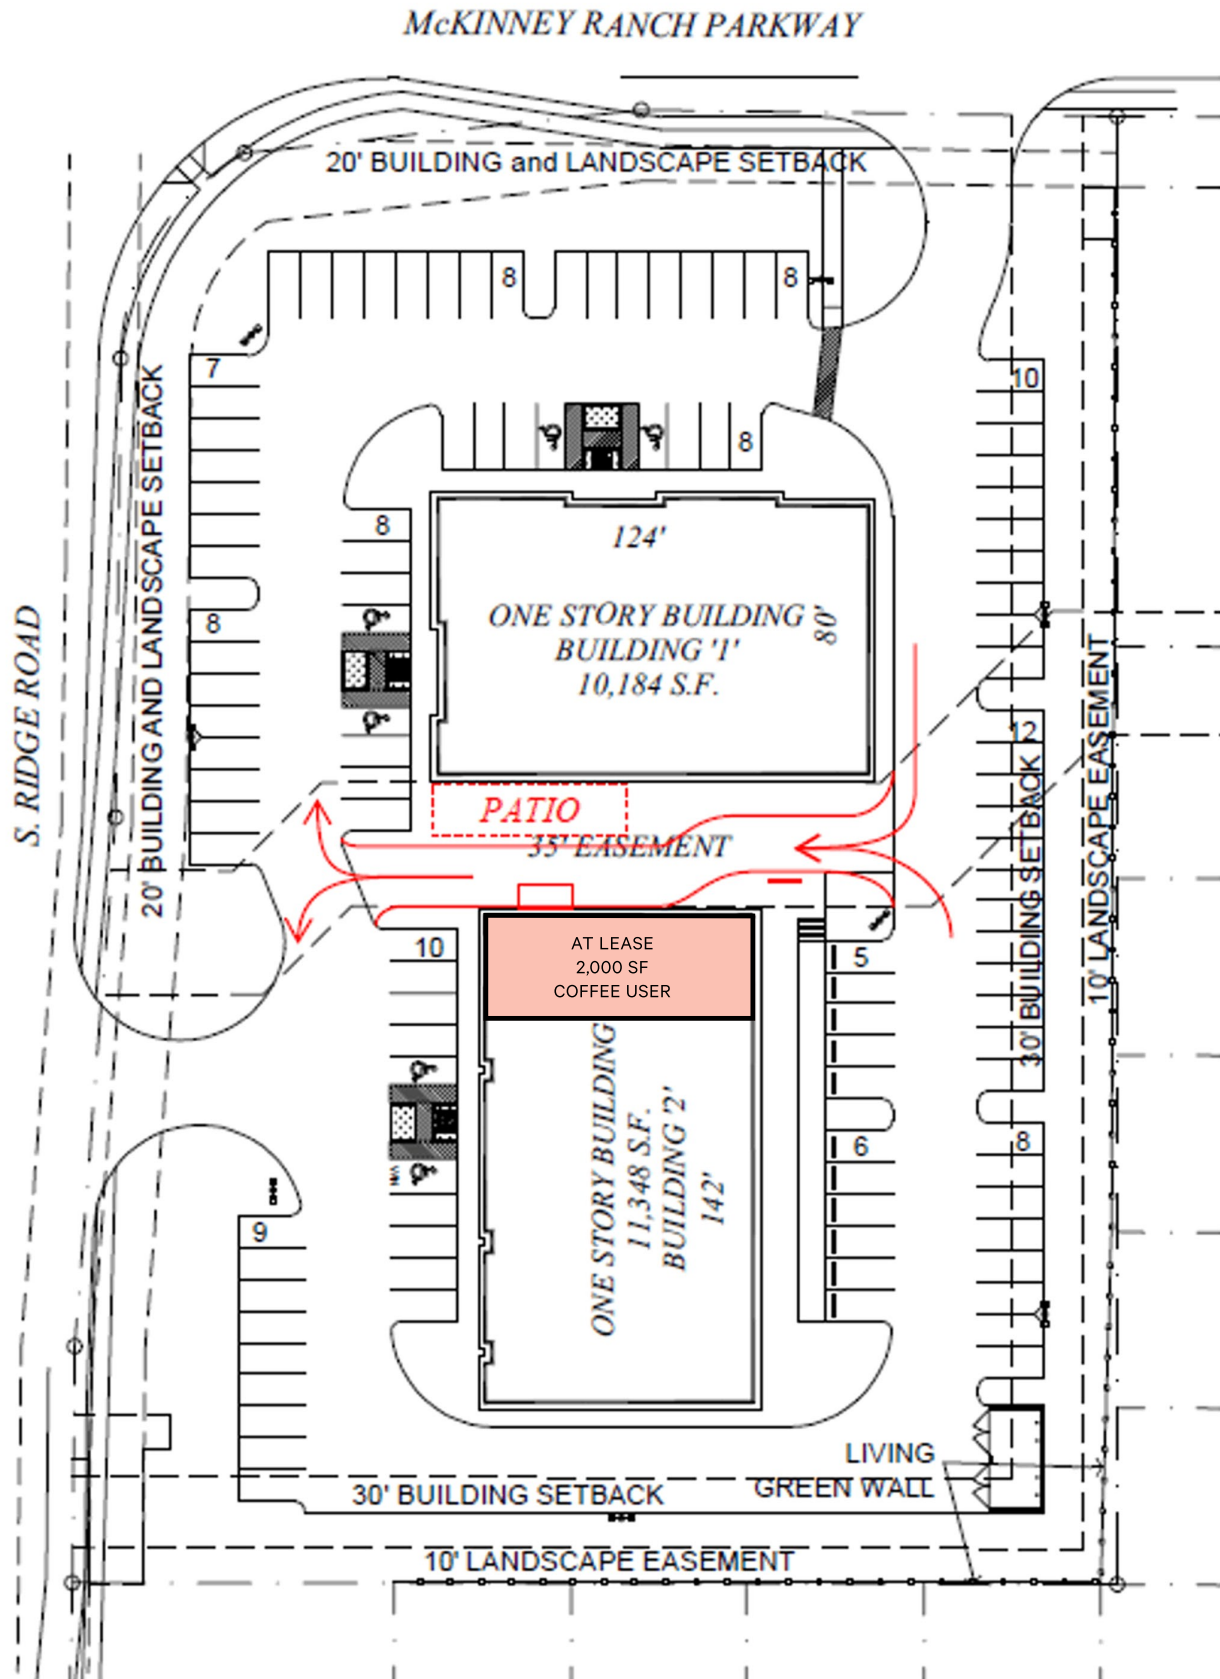 McKINNEY RANCH PARKWAY
20' BUILDING and LANDSCAPE SETBACK
8
8
7
10
8
8
124'
ONE STORY BUILDING
BUILDING '1'
10,184 S.F.
80'
8
20' BUILDING AND LANDSCAPE SETBACK
S. RIDGE ROAD
12
PATIO
35' EASEMENT
10' LANDSCAPE EASEMENT
30' BUILDING SETBACK
AT LEASE
2,000 SF
COFFEE USER
10
5
ONE STORY BUILDING
11,348 S.F.
BUILDING '2'
142'
6
8
VAN
9
LIVING
GREEN WALL
30' BUILDING SETBACK
10' LANDSCAPE EASEMENT